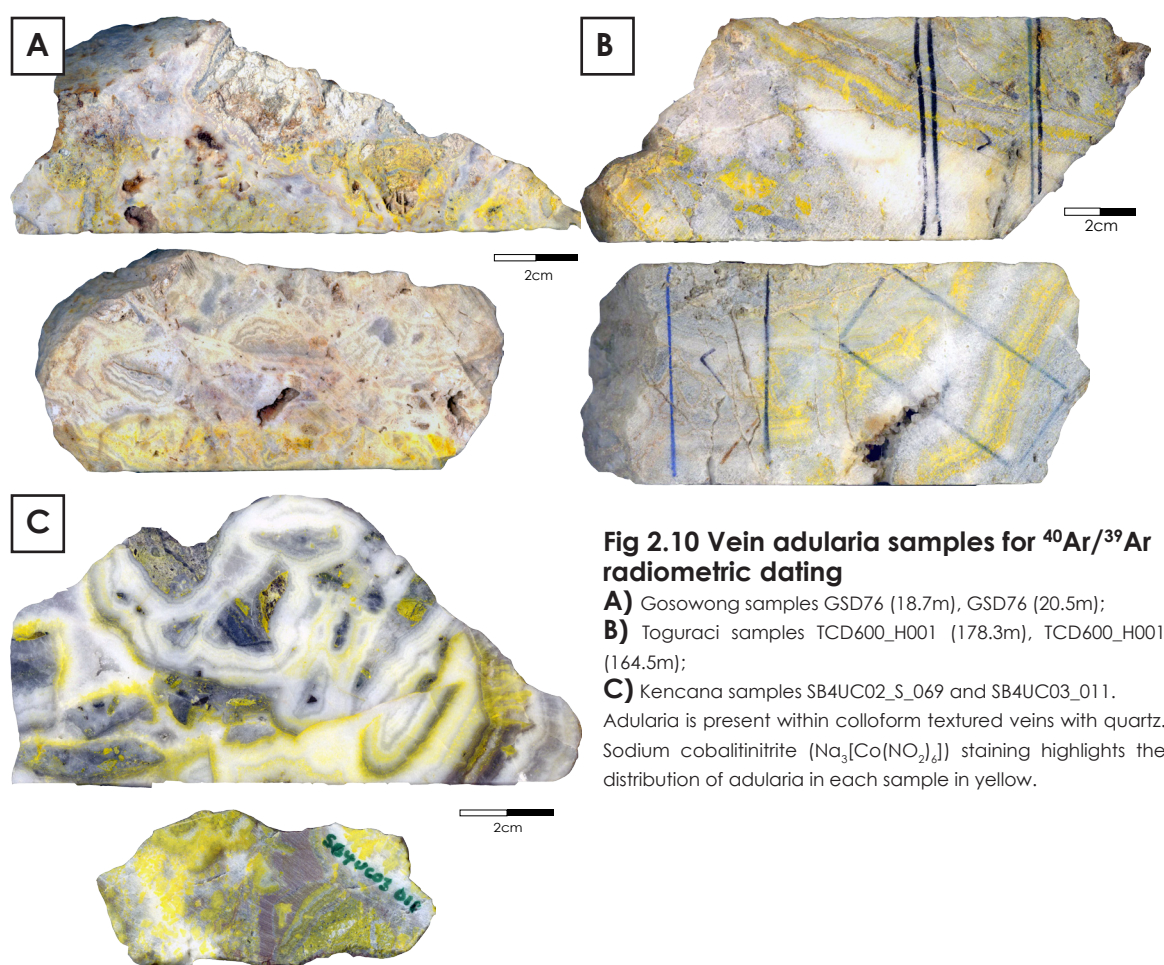 A
B
2cm
2cm
C
Fig 2.10 Vein adularia samples for ⁴⁰Ar/³⁹Ar
radiometric dating
A) Gosowong samples GSD76 (18.7m), GSD76 (20.5m);
B) Toguraci samples TCD600_H001 (178.3m), TCD600_H001
(164.5m);
C) Kencana samples SB4UC02_S_069 and SB4UC03_011.
Adularia is present within colloform textured veins with quartz.
Sodium cobaltinitrite (Na₃[Co(NO₂)₆]) staining highlights the
distribution of adularia in each sample in yellow.
2cm
SB4UC03 011